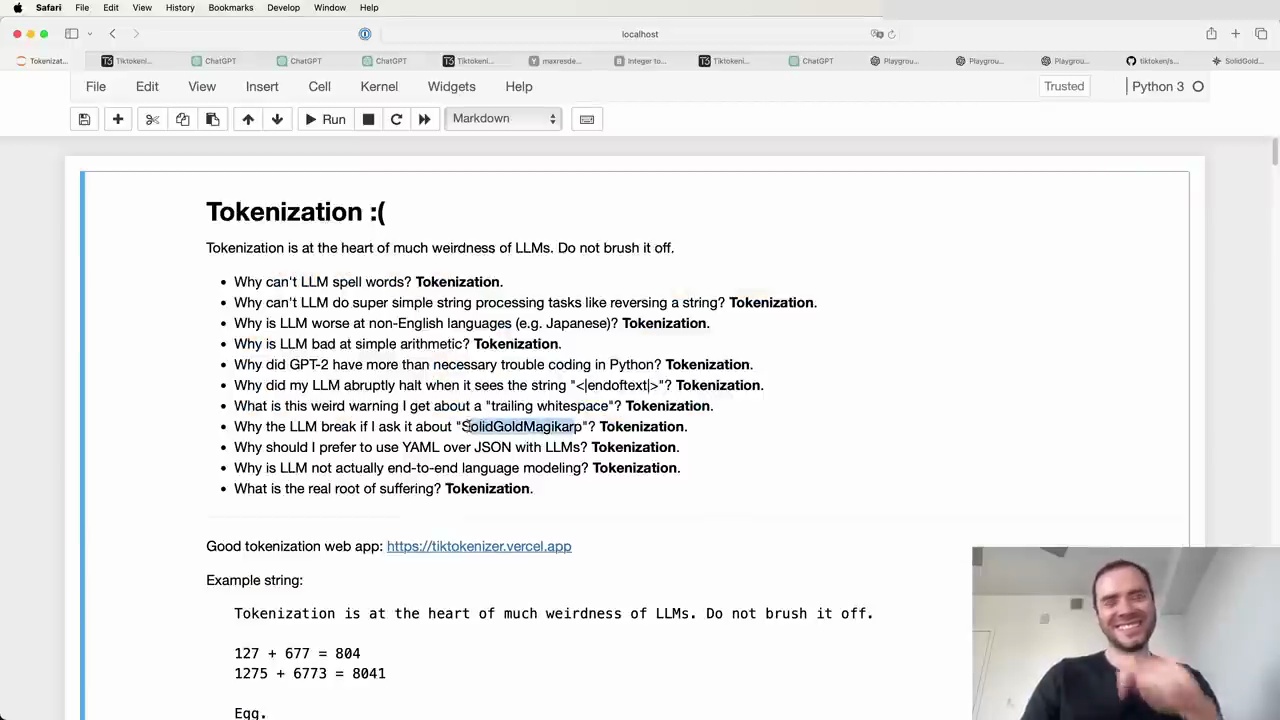 Safari File Edit View History Bookmarks Develop Window Help
localhost
Tokenizat... Tiktokeni... ChatGPT ChatGPT ChatGPT Tiktokeni... maxresde... Integer to... Tiktokeni... ChatGPT Playgrou... Playgrou... Playgrou... tiktoken/s... SolidGold...
File Edit View Insert Cell Kernel Widgets Help Trusted Python 3
Run Markdown
Tokenization :(
Tokenization is at the heart of much weirdness of LLMs. Do not brush it off.
• Why can't LLM spell words? Tokenization.
• Why can't LLM do super simple string processing tasks like reversing a string? Tokenization.
• Why is LLM worse at non-English languages (e.g. Japanese)? Tokenization.
• Why is LLM bad at simple arithmetic? Tokenization.
• Why did GPT-2 have more than necessary trouble coding in Python? Tokenization.
• Why did my LLM abruptly halt when it sees the string "<|endoftext|>"? Tokenization.
• What is this weird warning I get about a "trailing whitespace"? Tokenization.
• Why the LLM break if I ask it about "SolidGoldMagikarp"? Tokenization.
• Why should I prefer to use YAML over JSON with LLMs? Tokenization.
• Why is LLM not actually end-to-end language modeling? Tokenization.
• What is the real root of suffering? Tokenization.
Good tokenization web app: https://tiktokenizer.vercel.app
Example string:
Tokenization is at the heart of much weirdness of LLMs. Do not brush it off.
127 + 677 = 804
1275 + 6773 = 8041
Egg.